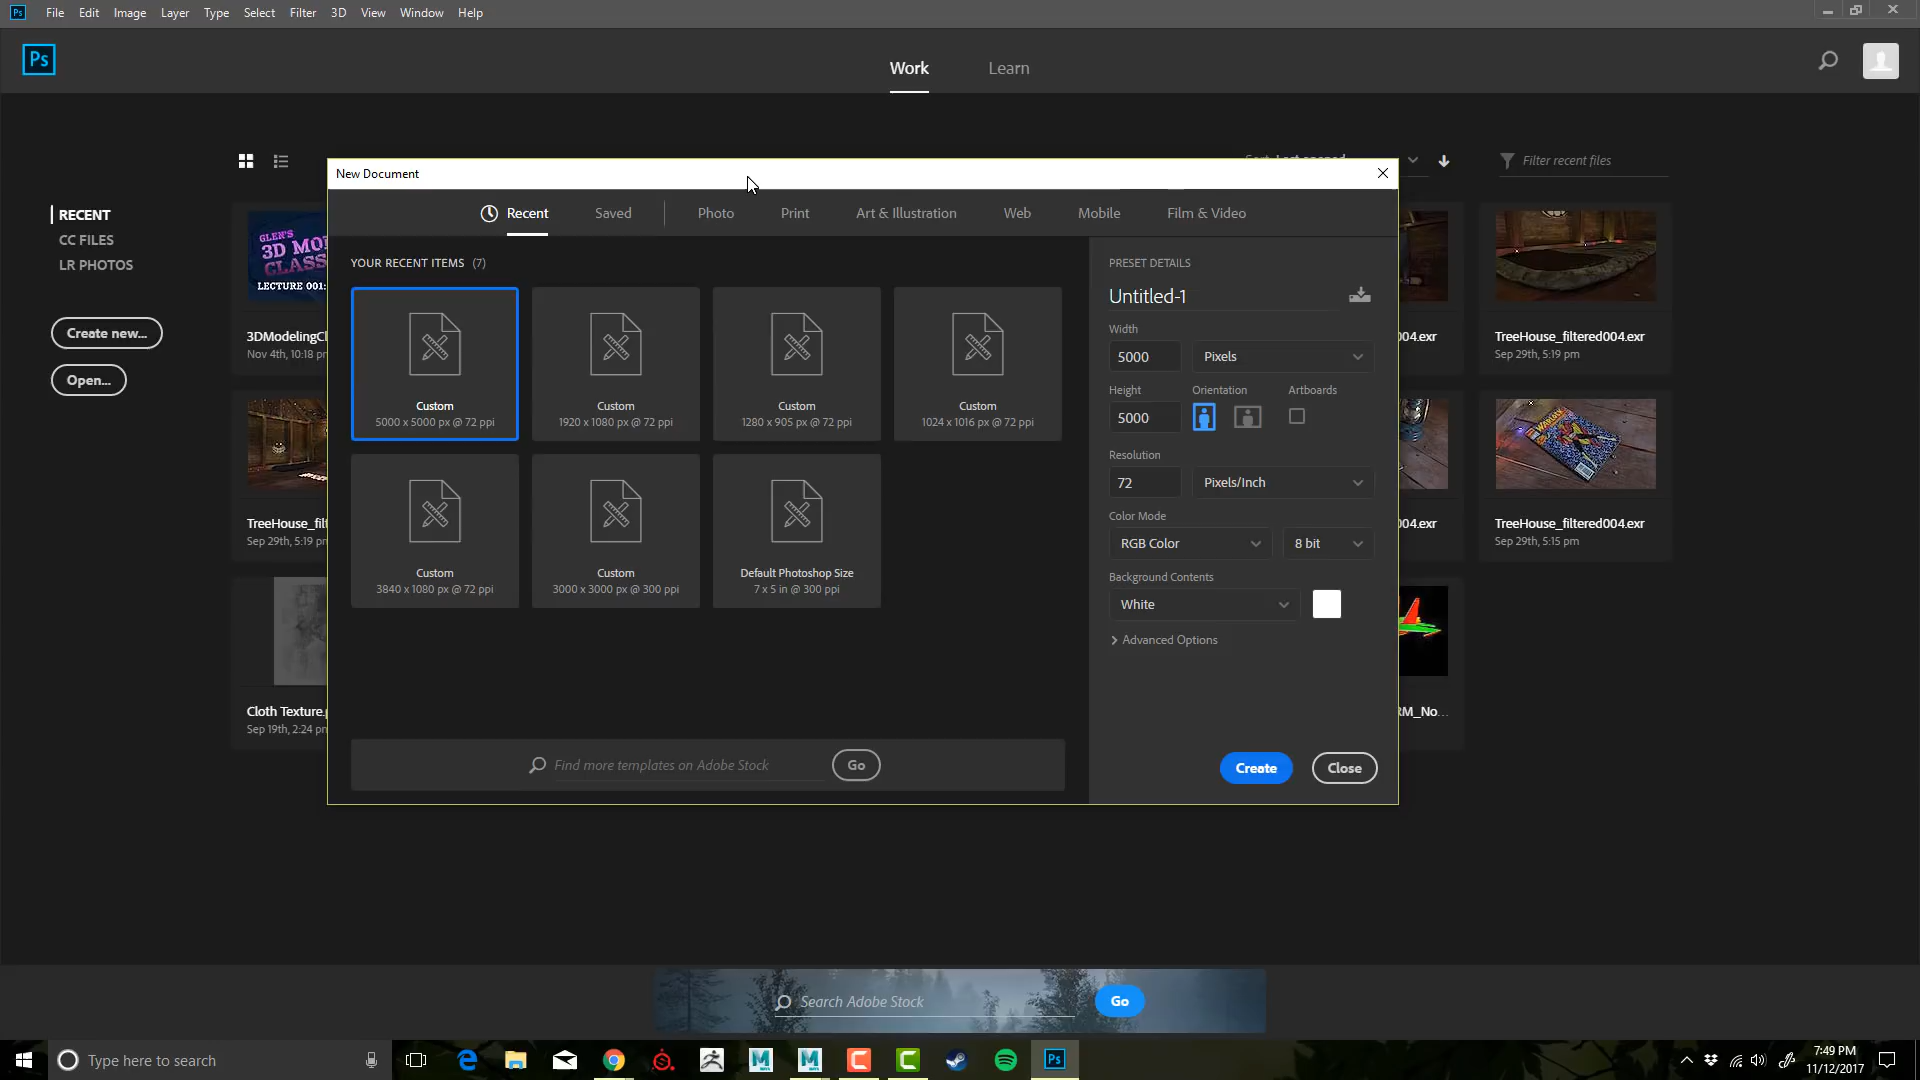 Ps File Edit Image Layer Type Select Filter 3D View Window Help
Ps
Work Learn
Filter recent files
RECENT
CC FILES
LR PHOTOS
Create new...
Open...
GLEN'S
LECTURE 001:
Nov 4th, 10:18 pm
Sep 29th, 5:19 pm
Cloth Texture.
Sep 19th, 2:24 pm
New Document
Recent Saved Photo Print Art & Illustration Web Mobile Film & Video
YOUR RECENT ITEMS (7)
Custom
5000 x 5000 px @ 72 ppi
Custom
1920 x 1080 px @ 72 ppi
Custom
1280 x 905 px @ 72 ppi
Custom
1024 x 1016 px @ 72 ppi
Custom
3840 x 1080 px @ 72 ppi
Custom
3000 x 3000 px @ 300 ppi
Default Photoshop Size
7 x 5 in @ 300 ppi
Find more templates on Adobe Stock Go
PRESET DETAILS
Untitled-1
Width
5000 Pixels
Height Orientation Artboards
5000
Resolution
72 Pixels/Inch
Color Mode
RGB Color 8 bit
Background Contents
White
Advanced Options
Create Close
004.exr
004.exr
RM_No...
TreeHouse_filtered004.exr
Sep 29th, 5:19 pm
TreeHouse_filtered004.exr
Sep 29th, 5:15 pm
Search Adobe Stock Go
Type here to search
Ps
7:49 PM
11/12/2017